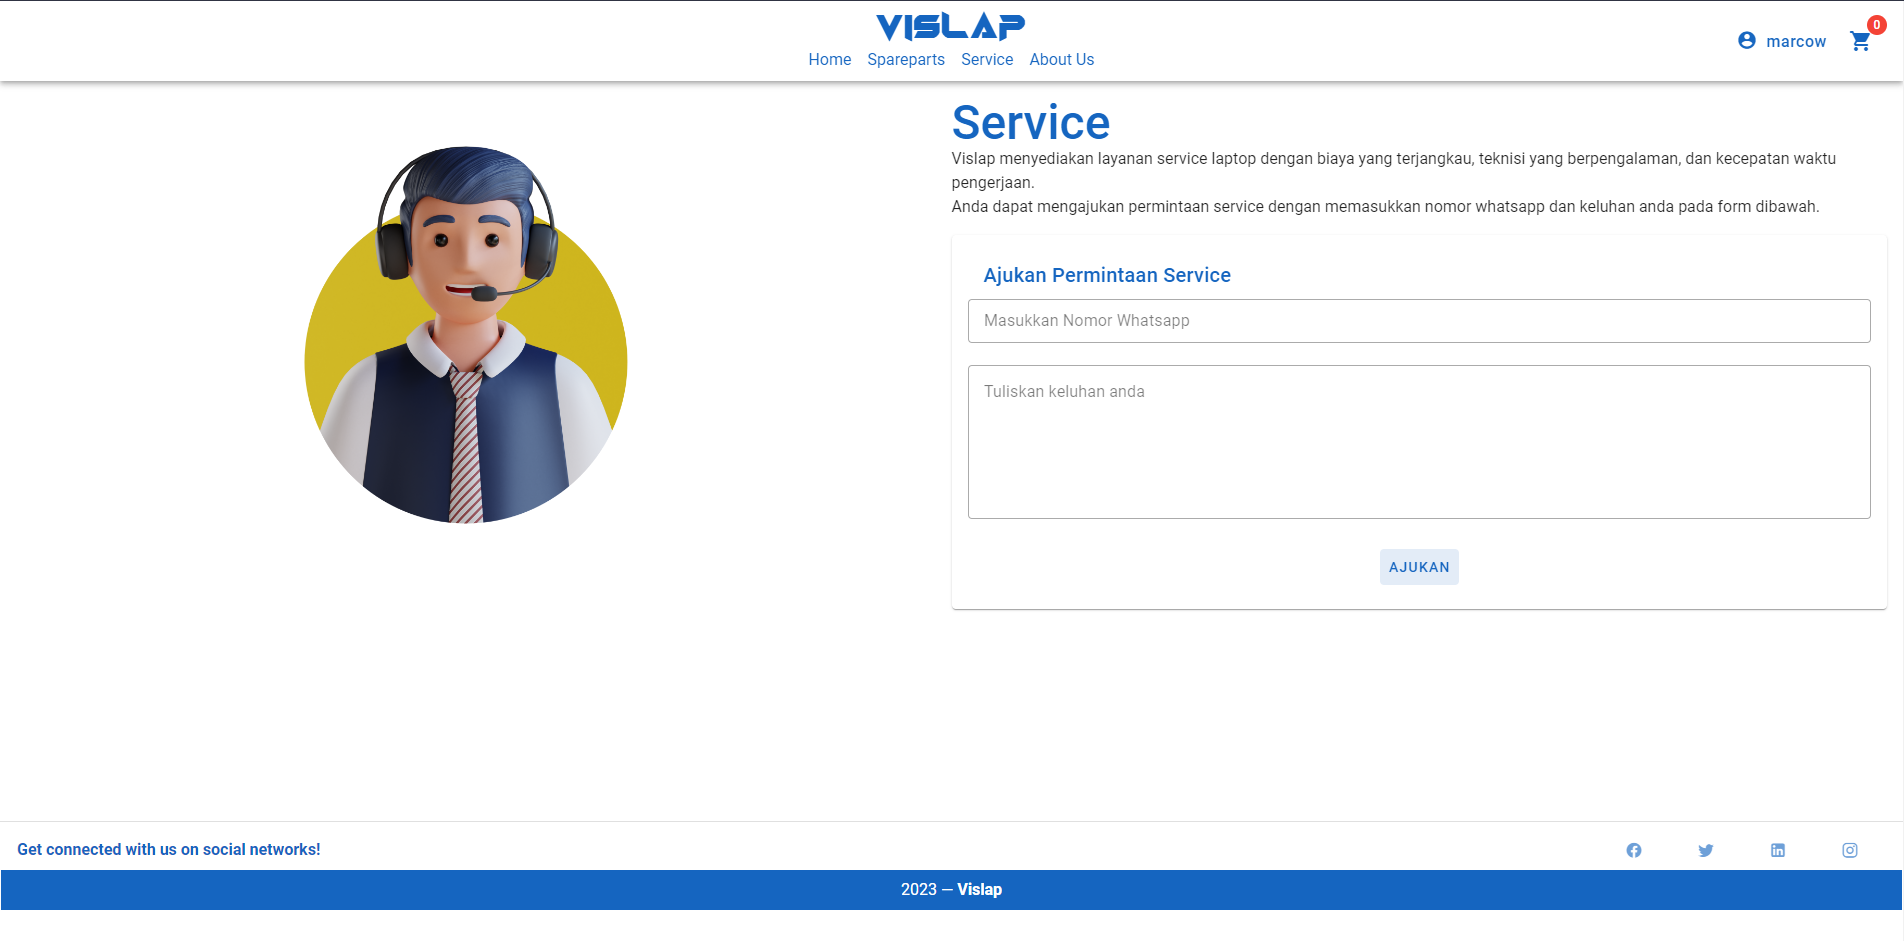 VISLAP
Home Spareparts Service About Us
marcow
0
Service
Vislap menyediakan layanan service laptop dengan biaya yang terjangkau, teknisi yang berpengalaman, dan kecepatan waktu
pengerjaan.
Anda dapat mengajukan permintaan service dengan memasukkan nomor whatsapp dan keluhan anda pada form dibawah.
Ajukan Permintaan Service
Masukkan Nomor Whatsapp
Tuliskan keluhan anda
AJUKAN
Get connected with us on social networks!
2023 — Vislap